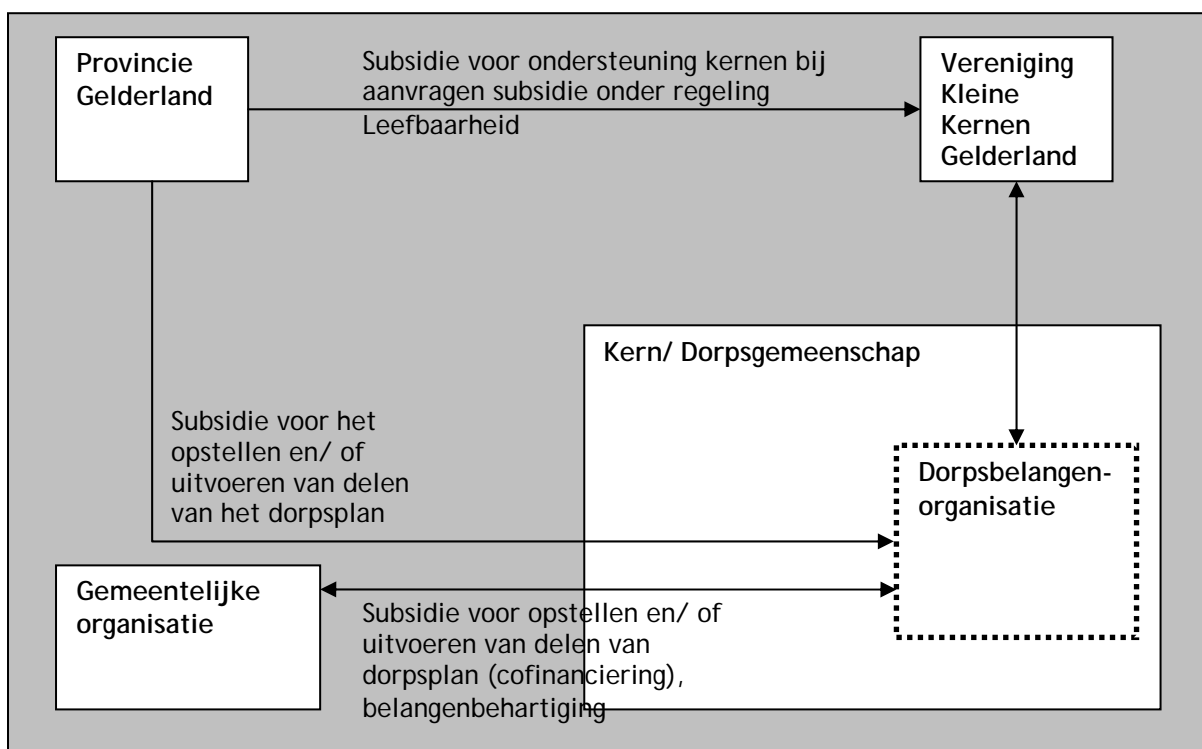 Provincie
Gelderland
Subsidie voor ondersteuning kernen bij
aanvragen subsidie onder regeling
Leefbaarheid
Vereniging
Kleine
Kernen
Gelderland
Kern/ Dorpsgemeenschap
Subsidie voor het
opstellen en/ of
uitvoeren van delen
van het dorpsplan
Dorpsbelangen-
organisatie
Gemeentelijke
organisatie
Subsidie voor opstellen en/ of
uitvoeren van delen van
dorpsplan (cofinanciering),
belangenbehartiging